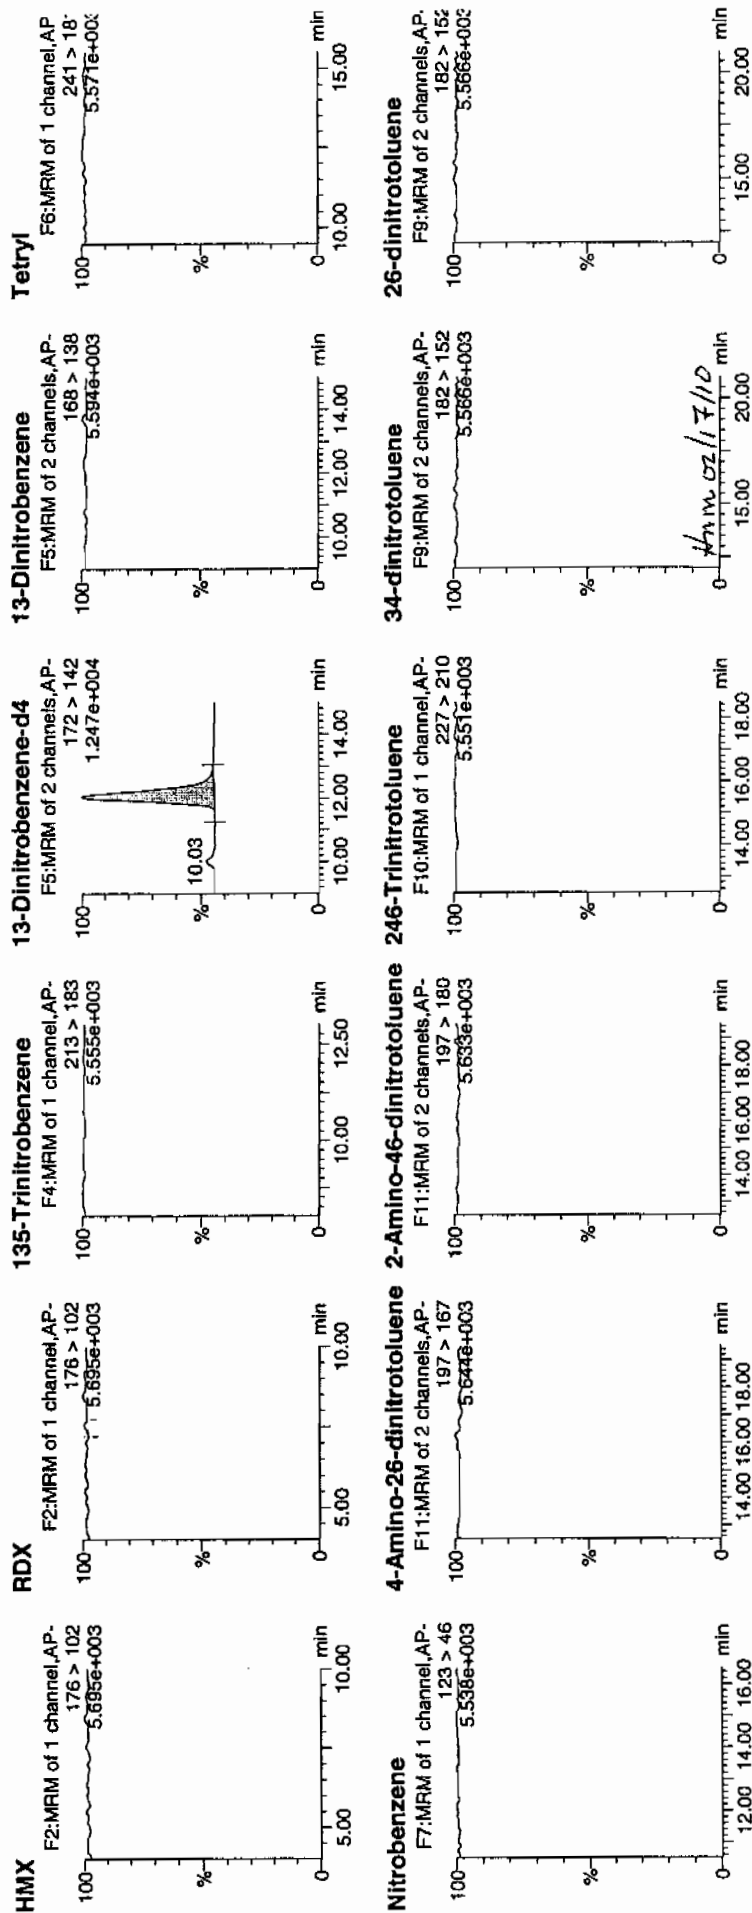 HMX
F2:MRM of 1 channel,AP-
176 > 102
5.695e+003
100
%
0
5.00
10.00
min
RDX
F2:MRM of 1 channel,AP-
176 > 102
5.695e+003
100
%
0
5.00
10.00
min
135-Trinitrobenzene
F4:MRM of 1 channel,AP-
213 > 183
5.555e+003
100
%
0
10.00
12.50
min
13-Dinitrobenzene-d4
F5:MRM of 2 channels,AP-
172 > 142
1.247e+004
100
10.03
%
0
10.00
12.00
14.00
min
13-Dinitrobenzene
F5:MRM of 2 channels,AP-
168 > 138
5.594e+003
100
%
0
10.00
12.00
14.00
min
Tetryl
F6:MRM of 1 channel,AP
241 > 18
5.571e+003
100
%
0
10.00
15.00
min
Nitrobenzene
F7:MRM of 1 channel,AP-
123 > 46
5.538e+003
100
%
0
12.00
14.00
16.00
min
4-Amino-26-dinitrotoluene
F11:MRM of 2 channels,AP-
197 > 167
5.644e+003
100
%
0
14.00
16.00
18.00
min
2-Amino-46-dinitrotoluene
F11:MRM of 2 channels,AP-
197 > 180
5.633e+003
100
%
0
14.00
16.00
18.00
min
246-Trinitrotoluene
F10:MRM of 1 channel,AP-
227 > 210
5.551e+003
100
%
0
14.00
16.00
18.00
min
34-dinitrotoluene
F9:MRM of 2 channels,AP-
182 > 152
5.566e+003
100
%
0
15.00
20.00
min
02/17/10
26-dinitrotoluene
F9:MRM of 2 channels,AP-
182 > 152
5.566e+003
100
%
0
15.00
20.00
min